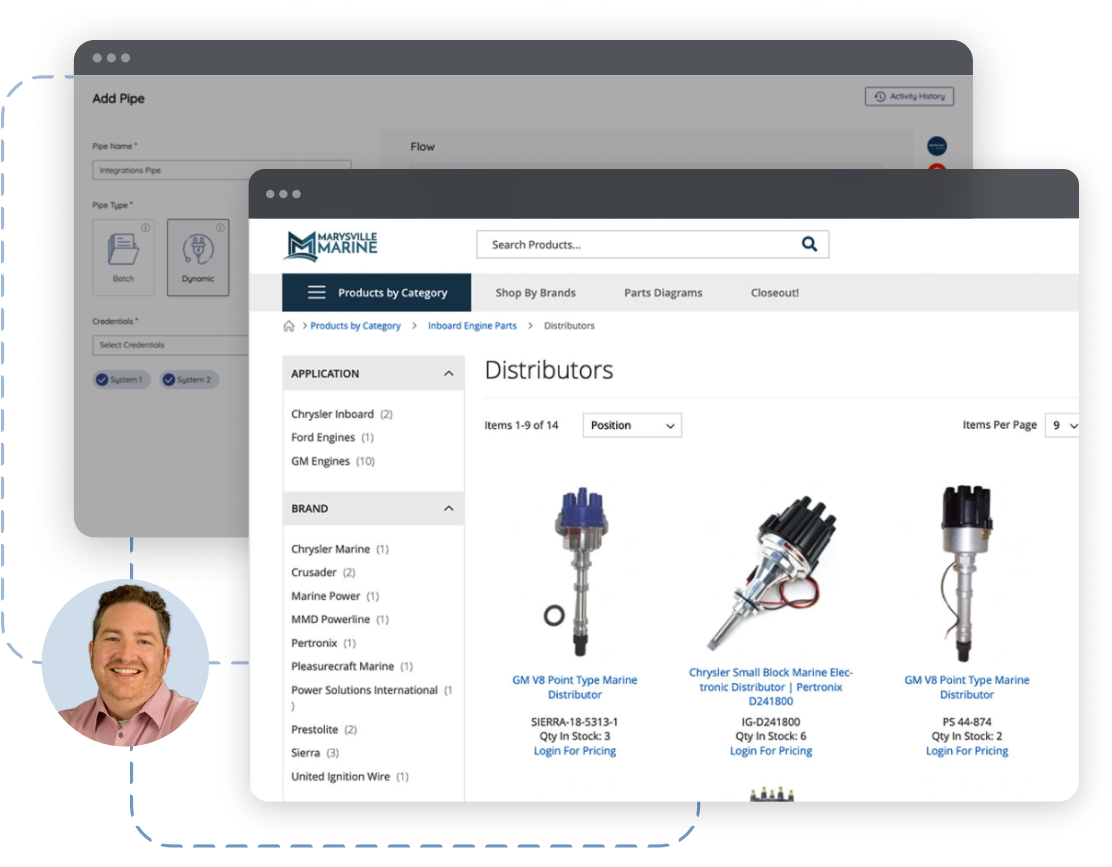 Add Pipe
Activity History
Pipe Name *
Flow
Integrations Pipe
Pipe Type *
Batch
Dynamic
Credentials *
Select Credentials
System 1
System 2
MARYSVILLE
MARINE
Search Products...
Products by Category
Shop By Brands
Parts Diagrams
Closeout!
> Products by Category > Inboard Engine Parts > Distributors
APPLICATION
Chrysler Inboard (2)
Ford Engines (1)
GM Engines (10)
BRAND
Chrysler Marine (1)
Crusader (2)
Marine Power (1)
MMD Powerline (1)
Pertronix (1)
Pleasurecraft Marine (1)
Power Solutions International (1
)
Prestolite (2)
Sierra (3)
United Ignition Wire (1)
Distributors
Items 1-9 of 14
Position
Items Per Page
9
GM V8 Point Type Marine
Distributor
SIERRA-18-5313-1
Qty In Stock: 3
Login For Pricing
Chrysler Small Block Marine Elec-
tronic Distributor | Pertronix
D241800
IG-D241800
Qty In Stock: 6
Login For Pricing
GM V8 Point Type Marine
Distributor
PS 44-874
Qty In Stock: 2
Login For Pricing